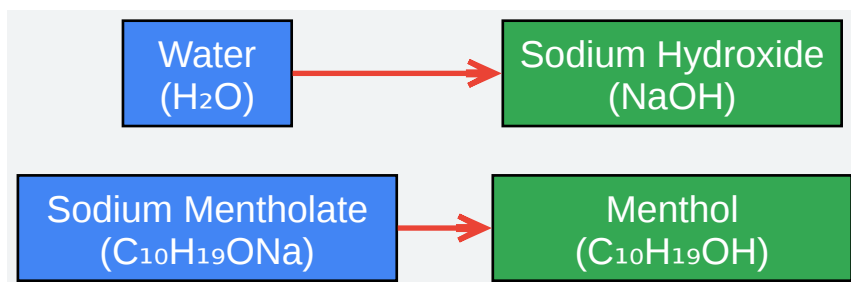 Water
(H₂O)
Sodium Hydroxide
(NaOH)
Sodium Mentholate
(C₁₀H₁₉ONa)
Menthol
(C₁₀H₁₉OH)